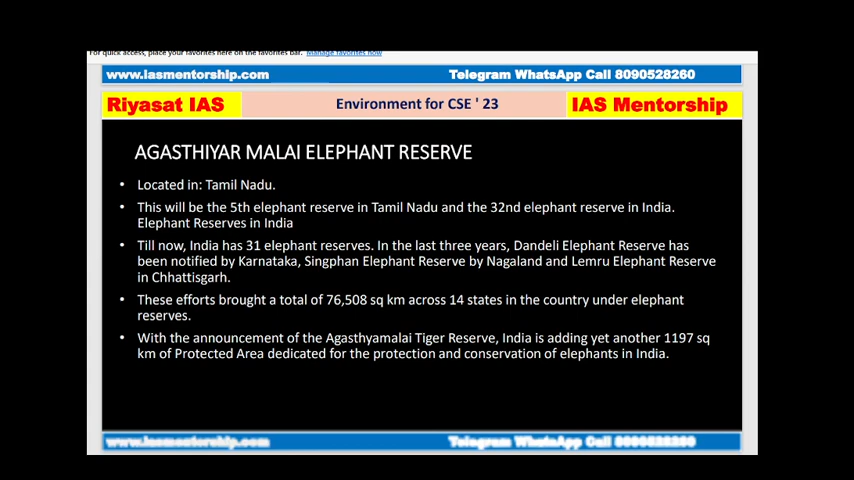 For quick access, place your favorites here on the favorites bar. Manage favorites now
www.iasmentorship.com Telegram WhatsApp Call 8090528260
Riyasat IAS Environment for CSE ' 23 IAS Mentorship
AGASTHIYAR MALAI ELEPHANT RESERVE
• Located in: Tamil Nadu.
• This will be the 5th elephant reserve in Tamil Nadu and the 32nd elephant reserve in India.
Elephant Reserves in India
• Till now, India has 31 elephant reserves. In the last three years, Dandeli Elephant Reserve has
been notified by Karnataka, Singphan Elephant Reserve by Nagaland and Lemru Elephant Reserve
in Chhattisgarh.
• These efforts brought a total of 76,508 sq km across 14 states in the country under elephant
reserves.
• With the announcement of the Agasthyamalai Tiger Reserve, India is adding yet another 1197 sq
km of Protected Area dedicated for the protection and conservation of elephants in India.
www.iasmentorship.com Telegram WhatsApp Call 8090528260